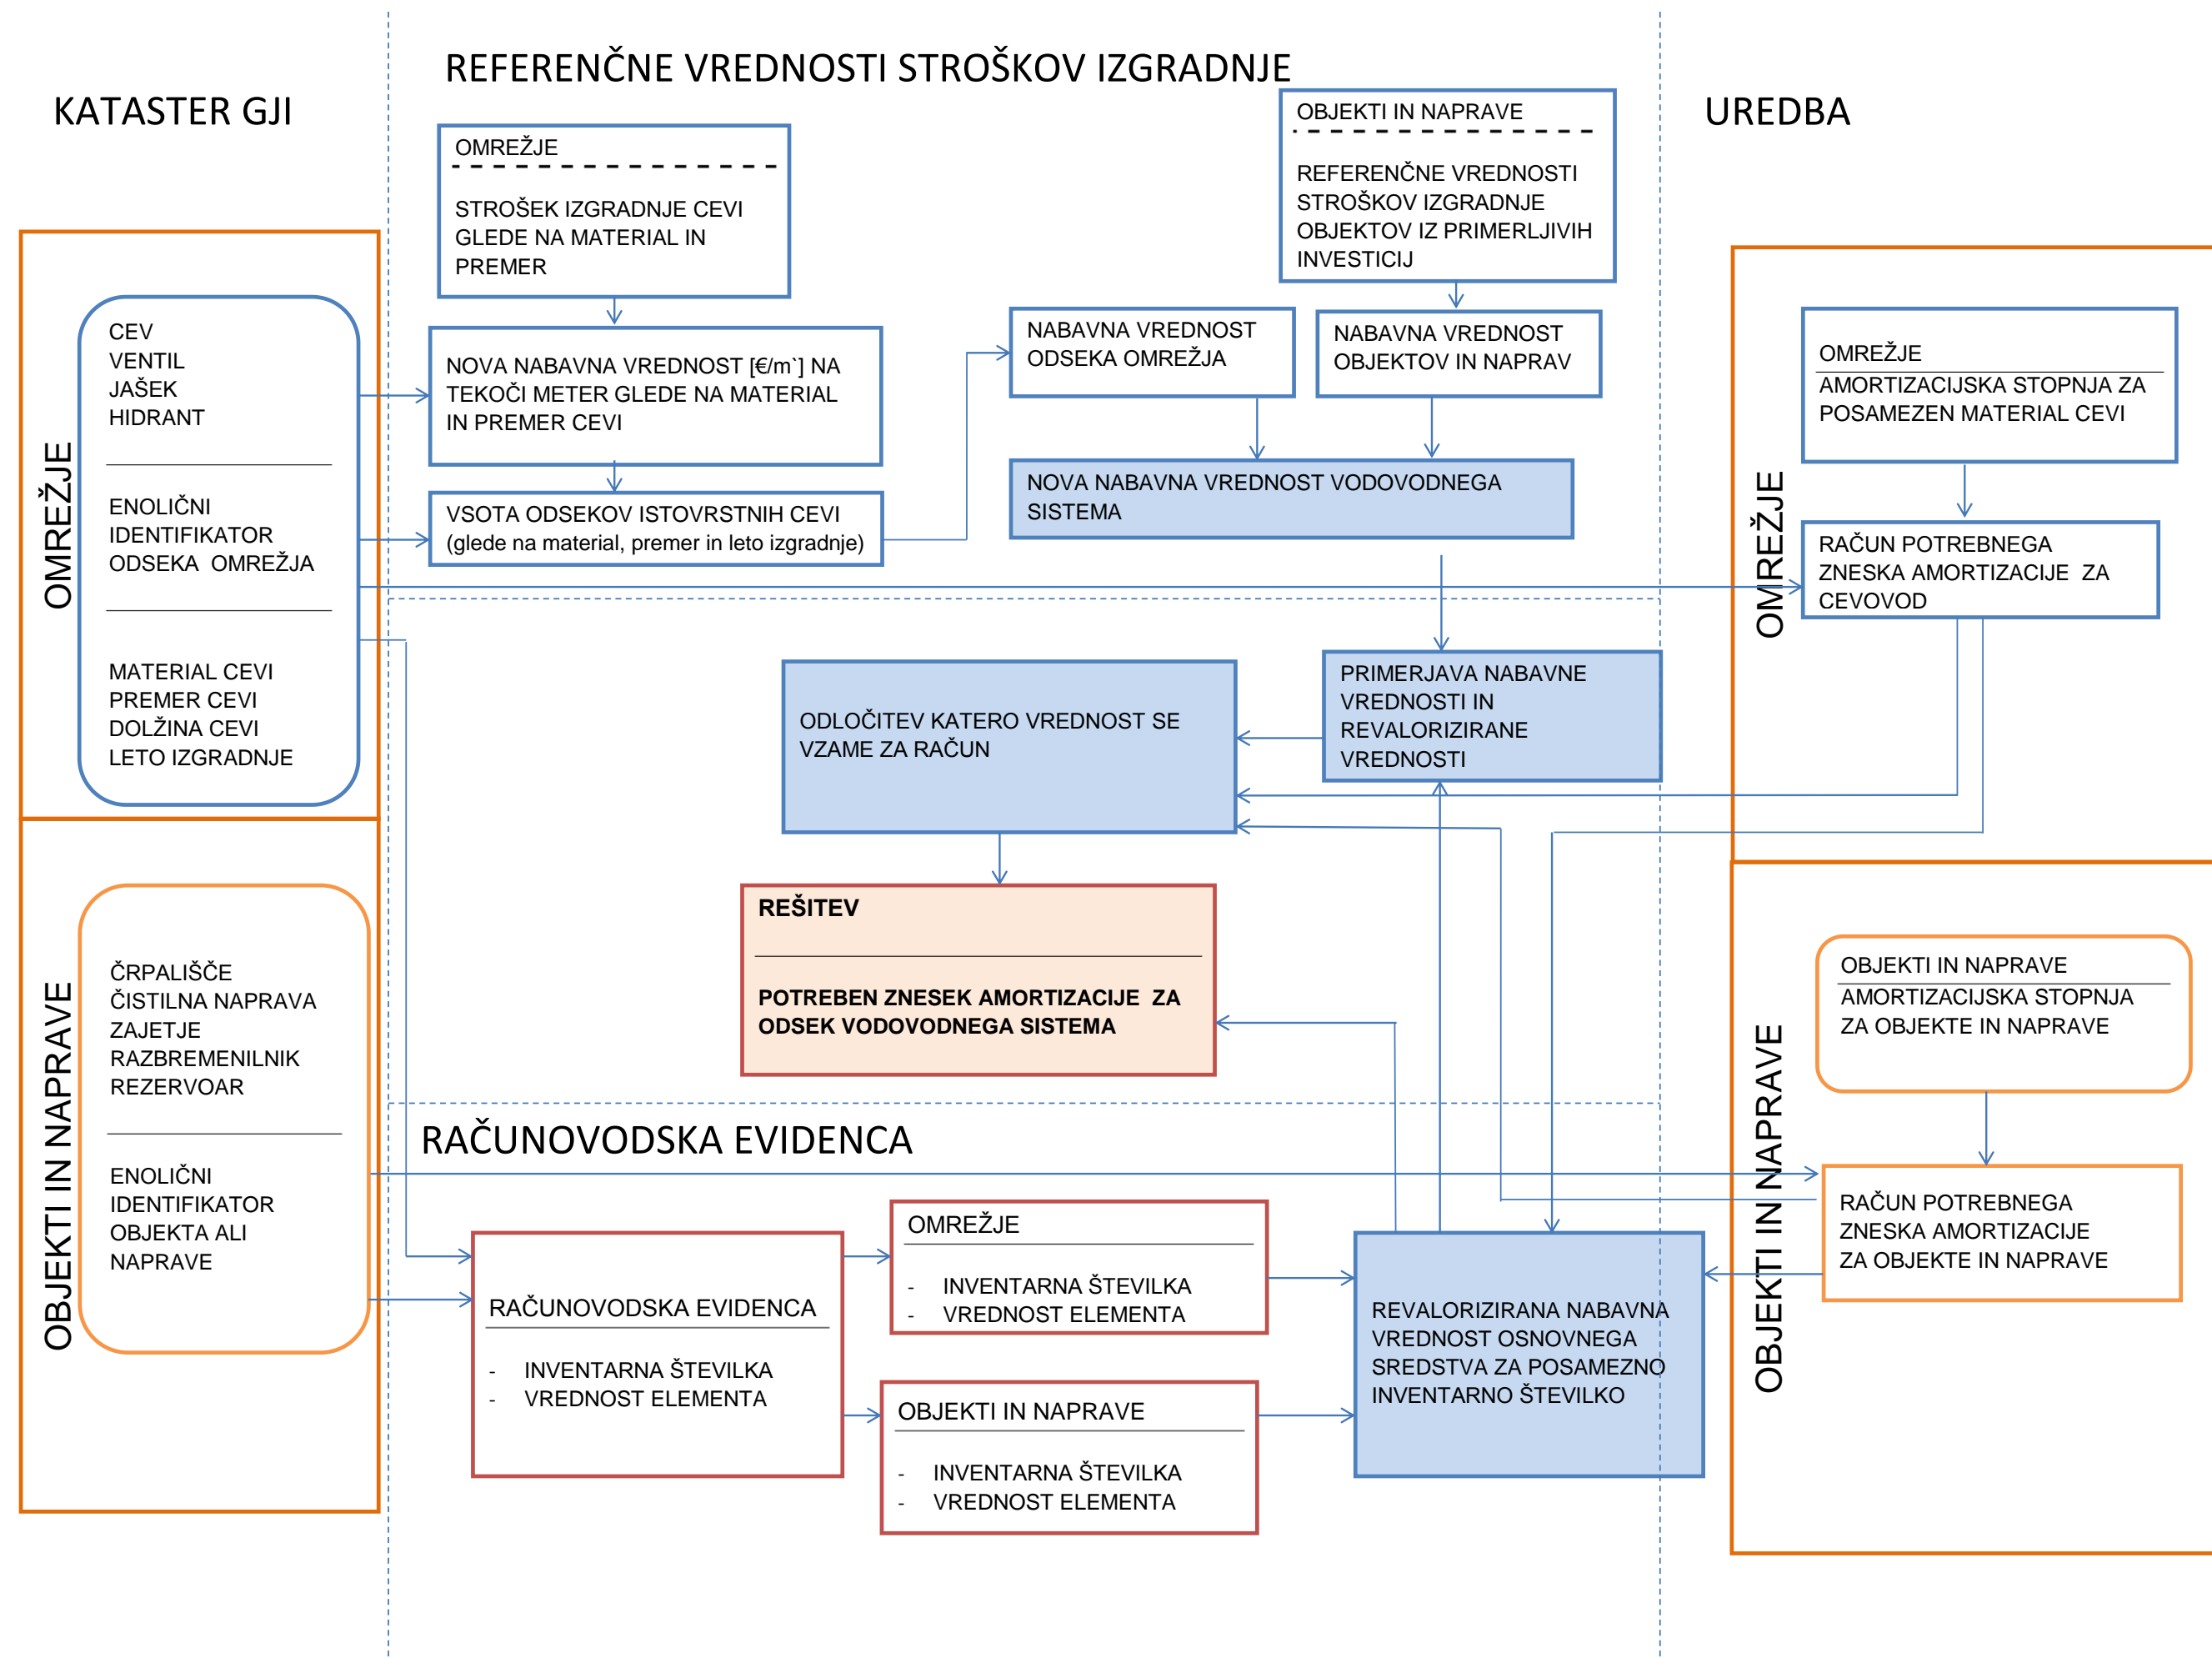 KATASTER GJI
OMREŽJE
CEV
VENTIL
JAŠEK
HIDRANT
ENOLIČNI
IDENTIFIKATOR
ODSEKA OMREŽJA
MATERIAL CEVI
PREMER CEVI
DOLŽINA CEVI
LETO IZGRADNJE
OBJEKTI IN NAPRAVE
ČRPALIŠČE
ČISTILNA NAPRAVA
ZAJETJE
RAZBREMENILNIK
REZERVOAR
ENOLIČNI
IDENTIFIKATOR
OBJEKTA ALI
NAPRAVE
REFERENČNE VREDNOSTI STROŠKOV IZGRADNJE
OMREŽJE
STROŠEK IZGRADNJE CEVI
GLEDE NA MATERIAL IN
PREMER
NOVA NABAVNA VREDNOST [€/m`] NA
TEKOČI METER GLEDE NA MATERIAL
IN PREMER CEVI
VSOTA ODSEKOV ISTOVRSTNIH CEVI
(glede na material, premer in leto izgradnje)
OBJEKTI IN NAPRAVE
REFERENČNE VREDNOSTI
STROŠKOV IZGRADNJE
OBJEKTOV IZ PRIMERLJIVIH
INVESTICIJ
NABAVNA VREDNOST
ODSEKA OMREŽJA
NABAVNA VREDNOST
OBJEKTOV IN NAPRAV
NOVA NABAVNA VREDNOST VODOVODNEGA
SISTEMA
PRIMERJAVA NABAVNE
VREDNOSTI IN
REVALORIZIRANE
VREDNOSTI
ODLOČITEV KATERO VREDNOST SE
VZAME ZA RAČUN
REŠITEV
POTREBEN ZNESEK AMORTIZACIJE ZA
ODSEK VODOVODNEGA SISTEMA
RAČUNOVODSKA EVIDENCA
RAČUNOVODSKA EVIDENCA
- INVENTARNA ŠTEVILKA
- VREDNOST ELEMENTA
OMREŽJE
- INVENTARNA ŠTEVILKA
- VREDNOST ELEMENTA
OBJEKTI IN NAPRAVE
- INVENTARNA ŠTEVILKA
- VREDNOST ELEMENTA
REVALORIZIRANA NABAVNA
VREDNOST OSNOVNEGA
SREDSTVA ZA POSAMEZNO
INVENTARNO ŠTEVILKO
UREDBA
OMREŽJE
OMREŽJE
AMORTIZACIJSKA STOPNJA ZA
POSAMEZEN MATERIAL CEVI
RAČUN POTREBNEGA
ZNESKA AMORTIZACIJE ZA
CEVOVOD
OBJEKTI IN NAPRAVE
OBJEKTI IN NAPRAVE
AMORTIZACIJSKA STOPNJA
ZA OBJEKTE IN NAPRAVE
RAČUN POTREBNEGA
ZNESKA AMORTIZACIJE
ZA OBJEKTE IN NAPRAVE